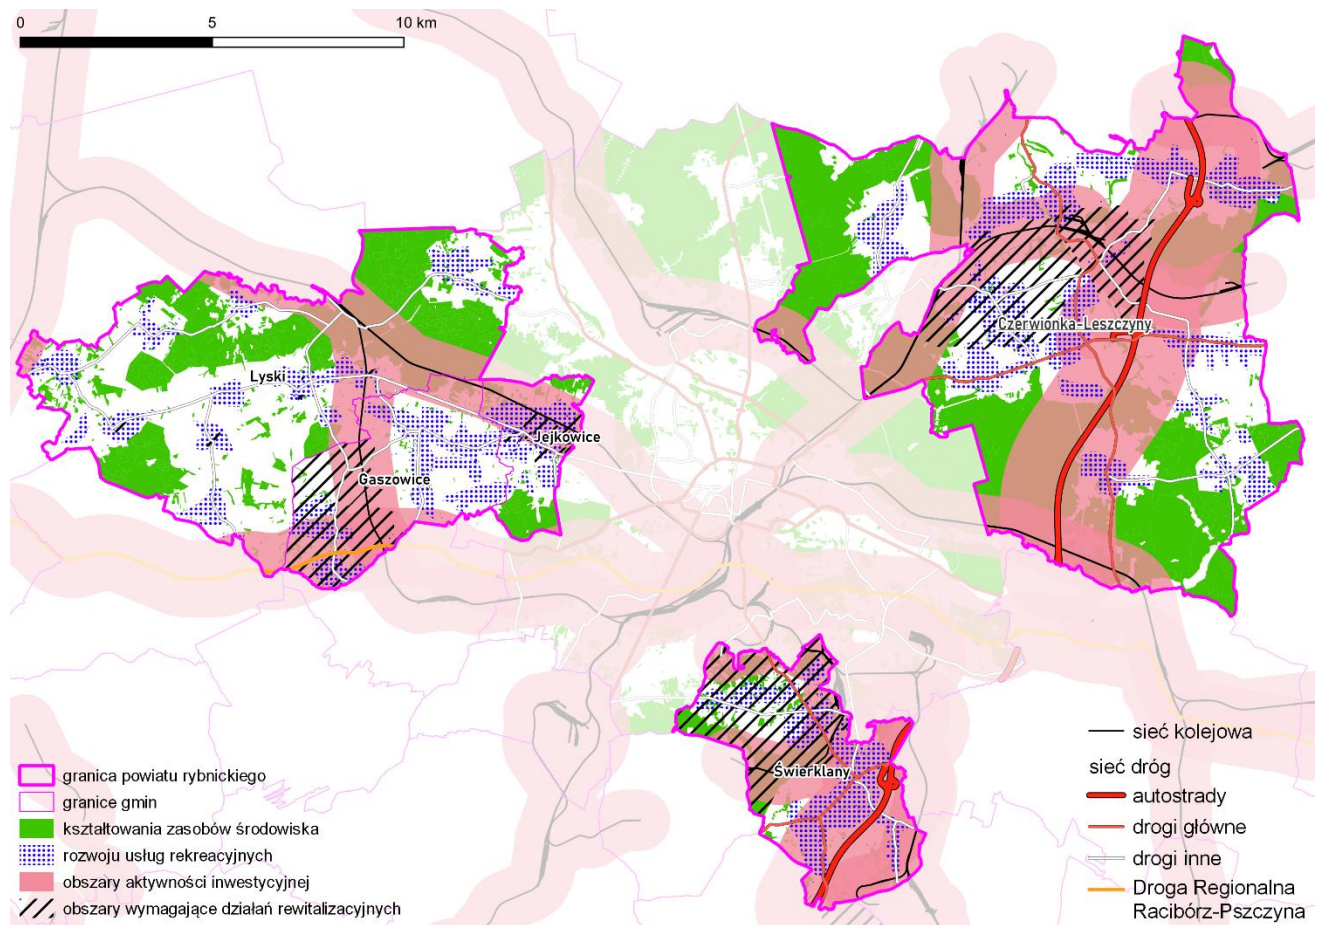 0 5 10 km
Czerwionka-Leszczyny
Lyski
Jejkowice
Gaszowice
Świerklany
granica powiatu rybnickiego
granice gmin
kształtowania zasobów środowiska
rozwoju usług rekreacyjnych
obszary aktywności inwestycyjnej
obszary wymagające działań rewitalizacyjnych
sieć kolejowa
sieć dróg
autostrady
drogi główne
drogi inne
Droga Regionalna
Racibórz-Pszczyna